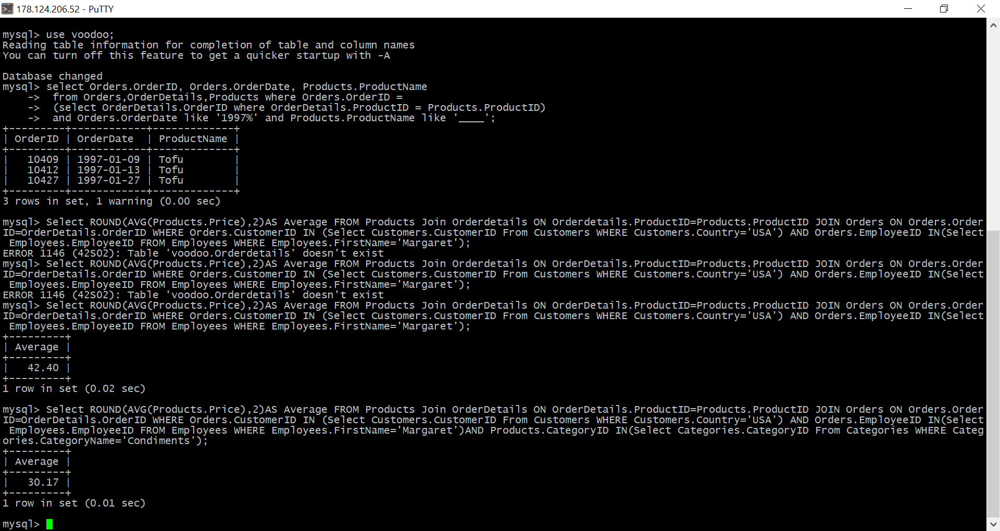 178.124.206.52 - PuTTY
mysql> use voodoo;
Reading table information for completion of table and column names
You can turn off this feature to get a quicker startup with -A
Database changed
mysql> select Orders.OrderID, Orders.OrderDate, Products.ProductName
    -> from Orders,OrderDetails,Products where Orders.OrderID =
    -> (select OrderDetails.OrderID where OrderDetails.ProductID = Products.ProductID)
    -> and Orders.OrderDate like '1997%' and Products.ProductName like '____';
+---------+------------+-------------+
| OrderID | OrderDate  | ProductName |
+---------+------------+-------------+
|   10409 | 1997-01-09 | Tofu        |
|   10412 | 1997-01-13 | Tofu        |
|   10427 | 1997-01-27 | Tofu        |
+---------+------------+-------------+
3 rows in set, 1 warning (0.00 sec)
mysql> Select ROUND(AVG(Products.Price),2)AS Average FROM Products Join Orderdetails ON Orderdetails.ProductID=Products.ProductID JOIN Orders ON Orders.Order
ID=OrderDetails.OrderID WHERE Orders.CustomerID IN (Select Customers.CustomerID From Customers WHERE Customers.Country='USA') AND Orders.EmployeeID IN(Select
 Employees.EmployeeID FROM Employees WHERE Employees.FirstName='Margaret');
ERROR 1146 (42S02): Table 'voodoo.Orderdetails' doesn't exist
mysql> Select ROUND(AVG(Products.Price),2)AS Average FROM Products Join Orderdetails ON OrderDetails.ProductID=Products.ProductID JOIN Orders ON Orders.Order
ID=OrderDetails.OrderID WHERE Orders.CustomerID IN (Select Customers.CustomerID From Customers WHERE Customers.Country='USA') AND Orders.EmployeeID IN(Select
 Employees.EmployeeID FROM Employees WHERE Employees.FirstName='Margaret');
ERROR 1146 (42S02): Table 'voodoo.Orderdetails' doesn't exist
mysql> Select ROUND(AVG(Products.Price),2)AS Average FROM Products Join OrderDetails ON OrderDetails.ProductID=Products.ProductID JOIN Orders ON Orders.Order
ID=OrderDetails.OrderID WHERE Orders.CustomerID IN (Select Customers.CustomerID From Customers WHERE Customers.Country='USA') AND Orders.EmployeeID IN(Select
 Employees.EmployeeID FROM Employees WHERE Employees.FirstName='Margaret');
+---------+
| Average |
+---------+
|   42.40 |
+---------+
1 row in set (0.02 sec)
mysql> Select ROUND(AVG(Products.Price),2)AS Average FROM Products Join OrderDetails ON OrderDetails.ProductID=Products.ProductID JOIN Orders ON Orders.Order
ID=OrderDetails.OrderID WHERE Orders.CustomerID IN (Select Customers.CustomerID From Customers WHERE Customers.Country='USA') AND Orders.EmployeeID IN(Select
 Employees.EmployeeID FROM Employees WHERE Employees.FirstName='Margaret')AND Products.CategoryID IN(Select Categories.CategoryID From Categories WHERE Categ
ories.CategoryName='Condiments');
+---------+
| Average |
+---------+
|   30.17 |
+---------+
1 row in set (0.01 sec)
mysql>